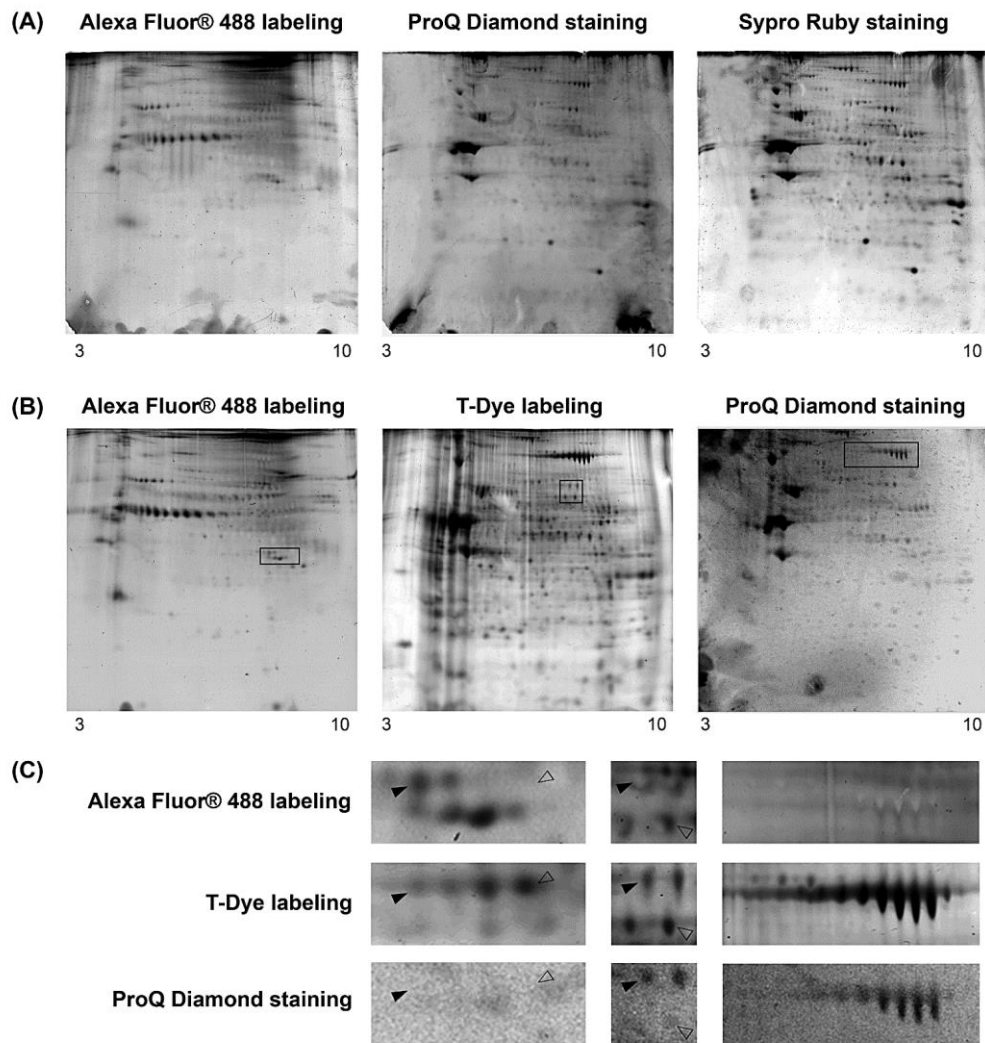 (A) Alexa Fluor® 488 labeling ProQ Diamond staining Sypro Ruby staining
3 10 3 10 3 10
(B) Alexa Fluor® 488 labeling T-Dye labeling ProQ Diamond staining
3 10 3 10 3 10
(C)
Alexa Fluor® 488 labeling
T-Dye labeling
ProQ Diamond staining